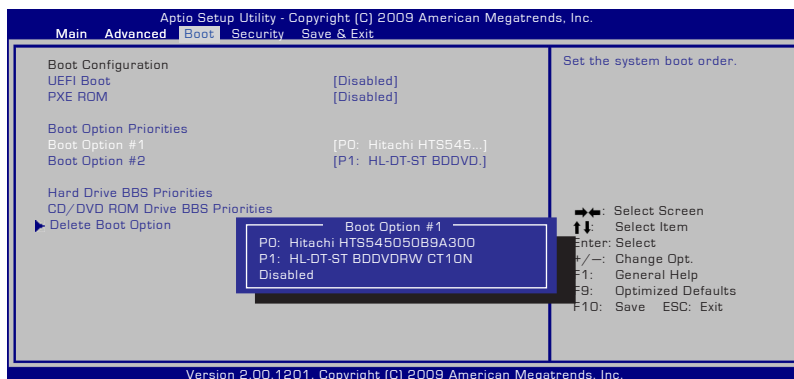 Aptio Setup Utility - Copyright (C) 2009 American Megatrends, Inc.
Main Advanced Boot Security Save & Exit
Boot Configuration
UEFI Boot [Disabled]
PXE ROM [Disabled]
Boot Option Priorities
Boot Option #1 [P0: Hitachi HTS545...]
Boot Option #2 [P1: HL-DT-ST BDDVD.]
Hard Drive BBS Priorities
CD/DVD ROM Drive BBS Priorities
Delete Boot Option
Boot Option #1
P0: Hitachi HTS545050B9A300
P1: HL-DT-ST BDDVDRW CT10N
Disabled
Set the system boot order.
→←: Select Screen
↑↓: Select Item
Enter: Select
+/—: Change Opt.
F1: General Help
F9: Optimized Defaults
F10: Save ESC: Exit
Version 2.00.1201. Copyright (C) 2009 American Megatrends, Inc.